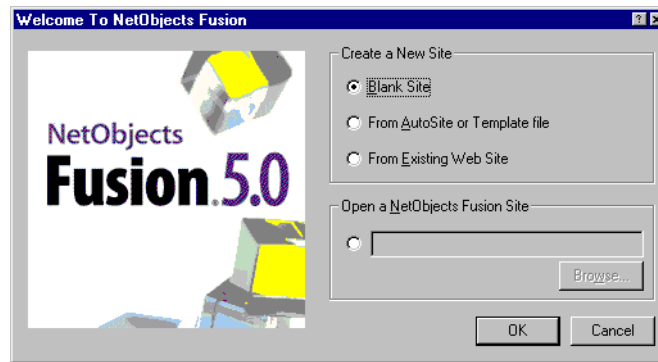 Welcome To NetObjects Fusion
NetObjects
Fusion 5.0
Create a New Site
Blank Site
From AutoSite or Template file
From Existing Web Site
Open a NetObjects Fusion Site
Browse...
OK
Cancel